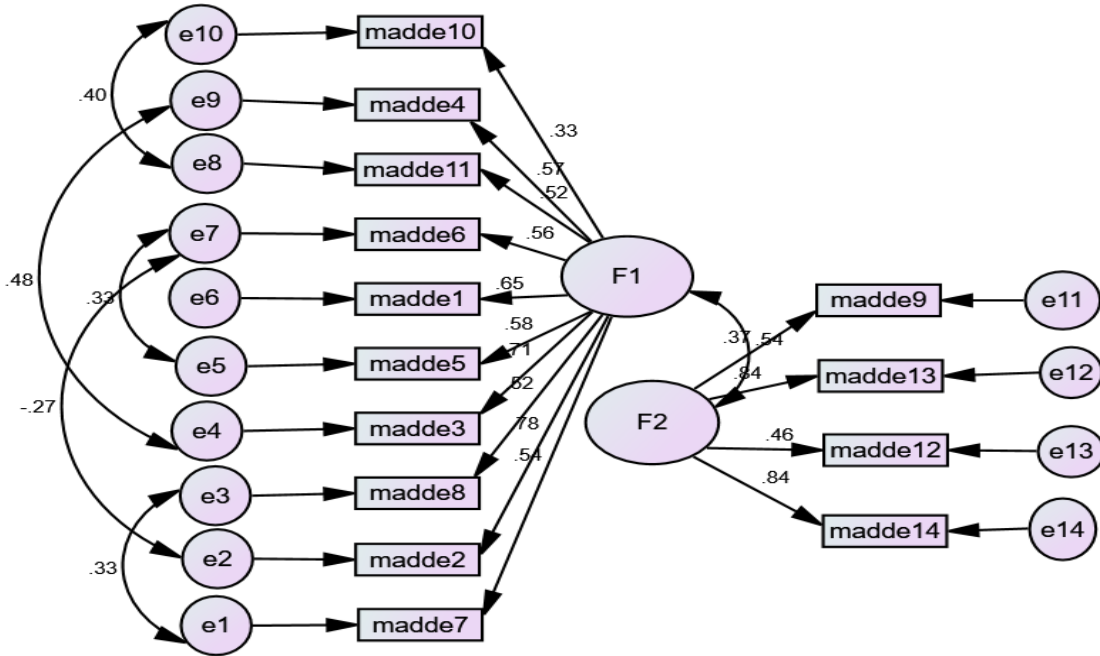 e10
madde10
.40
e9
madde4
e8
madde11
.33
.57
.52
e7
madde6
.56
F1
.48
.33
e6
madde1
.65
e5
madde5
.58
.71
-.27
e4
madde3
.52
e3
madde8
.78
.54
e2
madde2
.33
e1
madde7
.37
.54
madde9
e11
.84
madde13
e12
F2
.46
madde12
e13
.84
madde14
e14